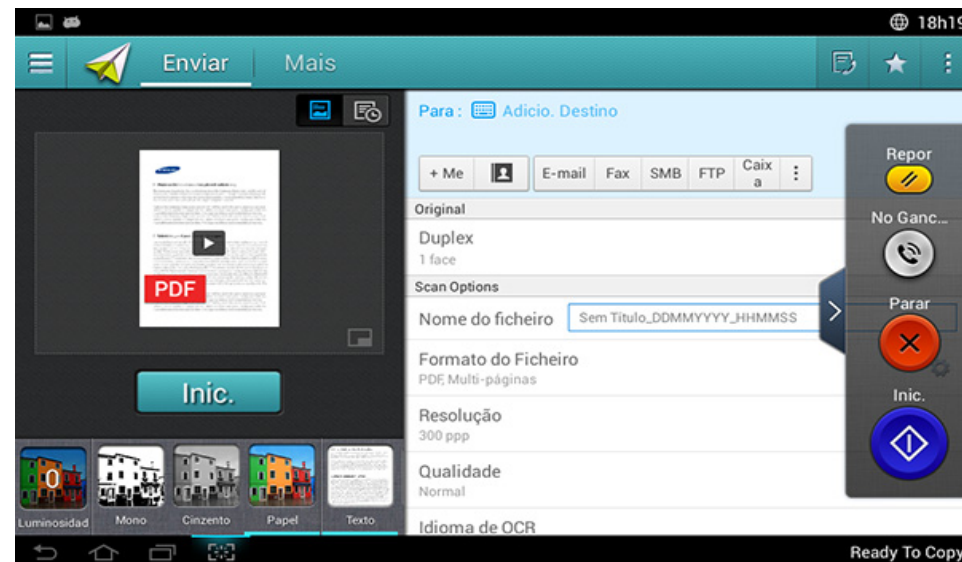 18h19
Enviar
Mais
Para :
Adicio. Destino
+ Me
E-mail
Fax
SMB
FTP
Caix
a
Original
Duplex
1 face
Scan Options
Nome do ficheiro
Sem Titulo_DDMMYYYY_HHMMSS
Formato do Ficheiro
PDF, Multi-páginas
Resolução
300 ppp
Qualidade
Normal
Idioma de OCR
PDF
Inic.
0
Luminosidad
Mono
Cinzento
Papel
Texto
Repor
No Ganc...
Parar
Inic.
Ready To Copy